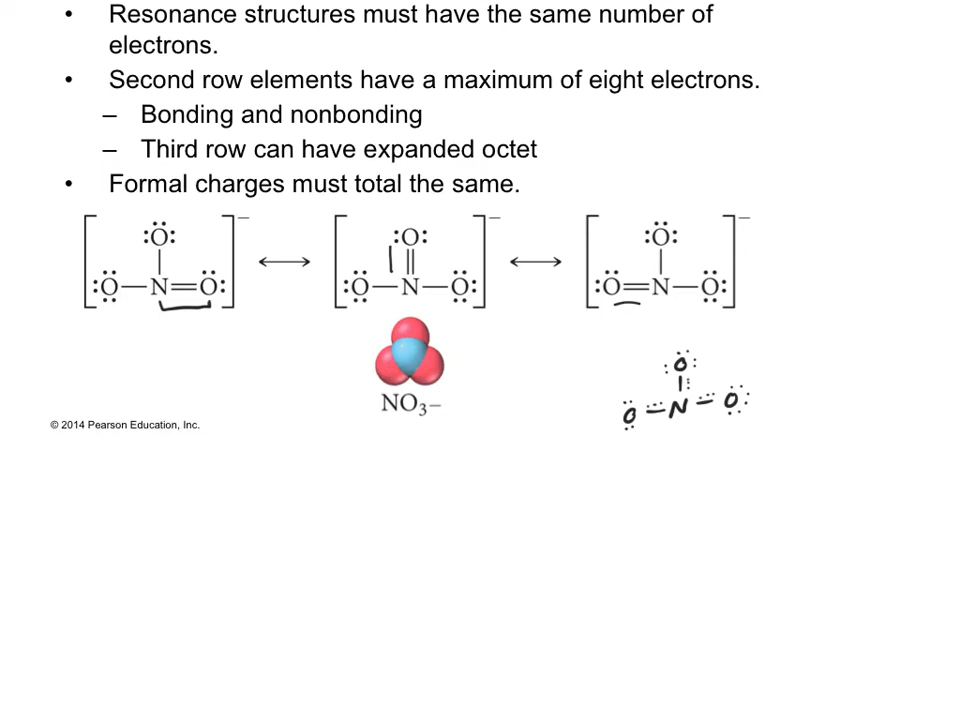 • Resonance structures must have the same number of
electrons.
• Second row elements have a maximum of eight electrons.
– Bonding and nonbonding
– Third row can have expanded octet
• Formal charges must total the same.
[ :Ö: ]⁻ [ :O: ]⁻ [ :Ö: ]⁻
| || |
:Ö—N=Ö: ⟷ :Ö—N—Ö: ⟷ :Ö=N—Ö:
NO₃–
:Ö:
|
O = N = O
© 2014 Pearson Education, Inc.